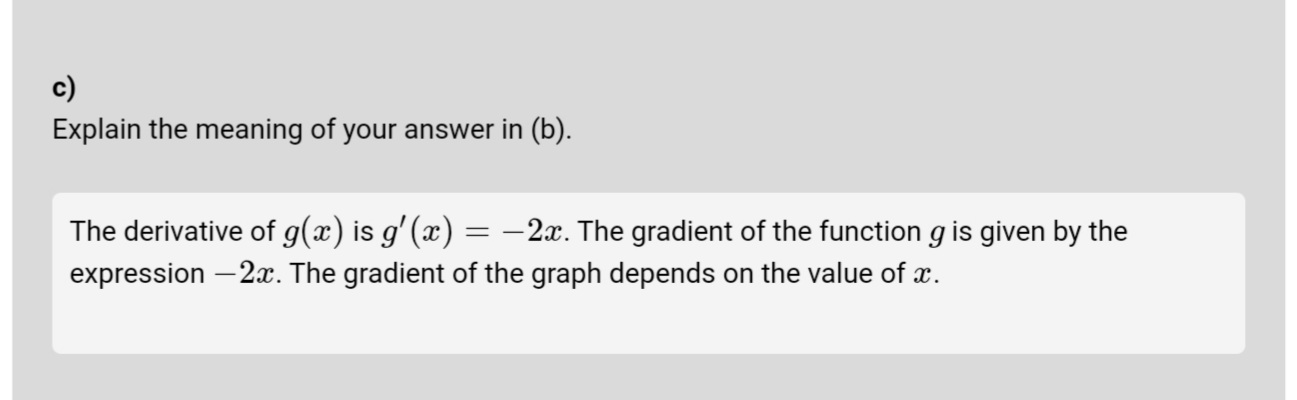 c)
Explain the meaning of your answer in (b).
The derivative of g(x) is g′(x) = −2x. The gradient of the function g is given by the
expression −2x. The gradient of the graph depends on the value of x.